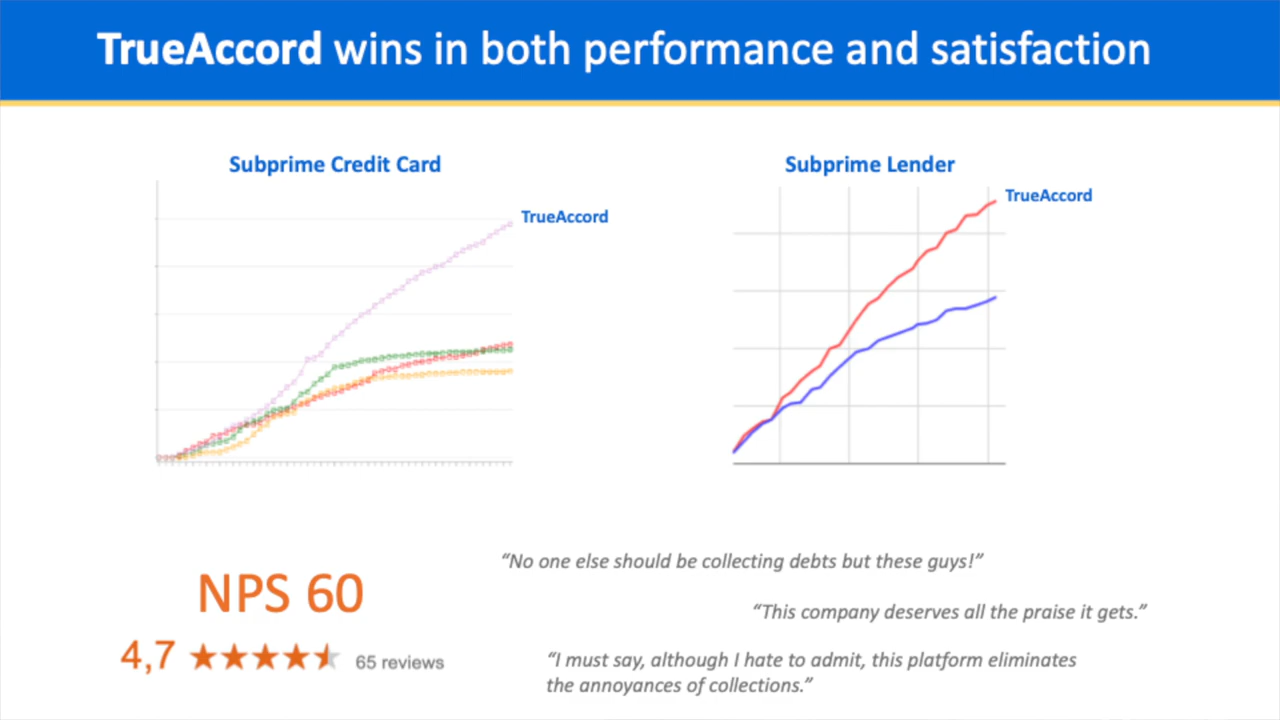 TrueAccord wins in both performance and satisfaction
Subprime Credit Card
TrueAccord
Subprime Lender
TrueAccord
NPS 60
4,7
65 reviews
“No one else should be collecting debts but these guys!”
“This company deserves all the praise it gets.”
“I must say, although I hate to admit, this platform eliminates
the annoyances of collections.”